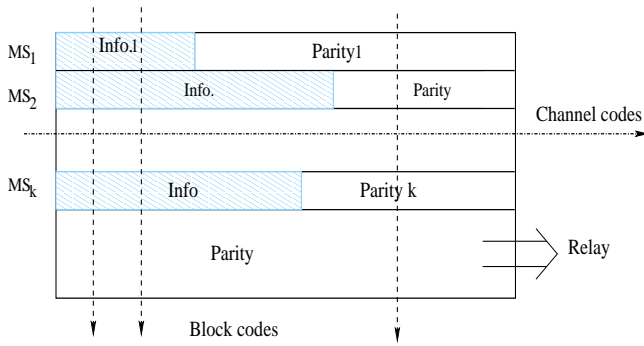 MS1 Info.1 Parity1
MS2 Info. Parity
Channel codes
MSk Info Parity k
Parity Relay
Block codes